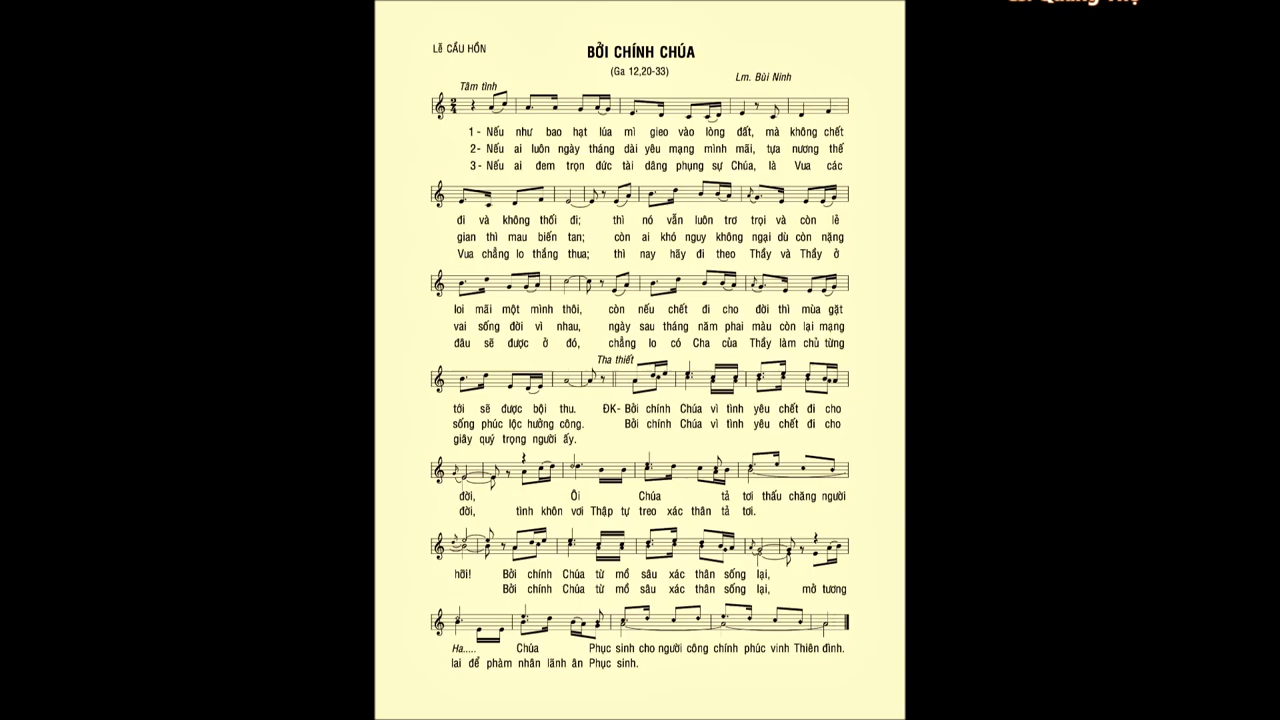 LỄ CẦU HỒN
BỞI CHÍNH CHÚA
(Ga 12,20-33)
Lm. Bùi Ninh
Tâm tình
1 - Nếu như bao hạt lúa mì gieo vào lòng đất, mà không chết
2- Nếu ai luôn ngày tháng dài yêu mạng mình mãi, tựa nương thế
3- Nếu ai đem trọn đức tài dâng phụng sự Chúa, là Vua các
đi và không thối đi; thì nó vẫn luôn trơ trọi và còn lẻ
gian thì mau biến tan; còn ai khó nguy không ngại dù còn nặng
Vua chẳng lo thắng thua; thì nay hãy đi theo Thầy và Thầy ở
loi mãi một mình thôi, còn nếu chết đi cho đời thì mùa gặt
vai sống đời vì nhau, ngày sau tháng năm phai màu còn lại mạng
đâu sẽ được ở đó, chẳng lo có Cha của Thầy làm chủ từng
Tha thiết
tới sẽ được bội thu. ĐK- Bởi chính Chúa vì tình yêu chết đi cho
sống phúc lộc hưởng công. Bởi chính Chúa vì tình yêu chết đi cho
giây quý trọng người ấy.
đời, Ôi Chúa tả tơi thấu chăng người
đời, tình khôn vơi Thập tự treo xác thân tả tơi.
hỡi! Bởi chính Chúa từ mồ sâu xác thân sống lại,
Bởi chính Chúa từ mồ sâu xác thân sống lại, mở tương
Ha..... Chúa Phục sinh cho người công chính phúc vinh Thiên đình.
lai để phàm nhân lãnh ân Phục sinh.